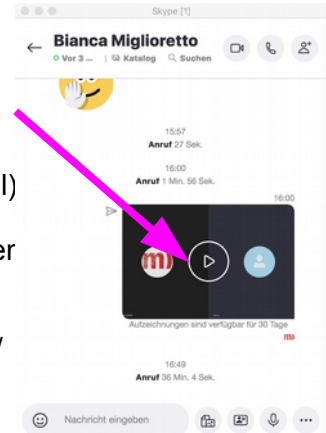 Skype [1]
Bianca Miglioretto
Vor 3 ... | Katalog Suchen
15:57
Anruf 27 Sek.
16:00
Anruf 1 Min. 56 Sek.
l)
16:00
er
m)
Aufzeichnungen sind verfügbar für 30 Tage
16:49
Anruf 36 Min. 4 Sek.
Nachricht eingeben